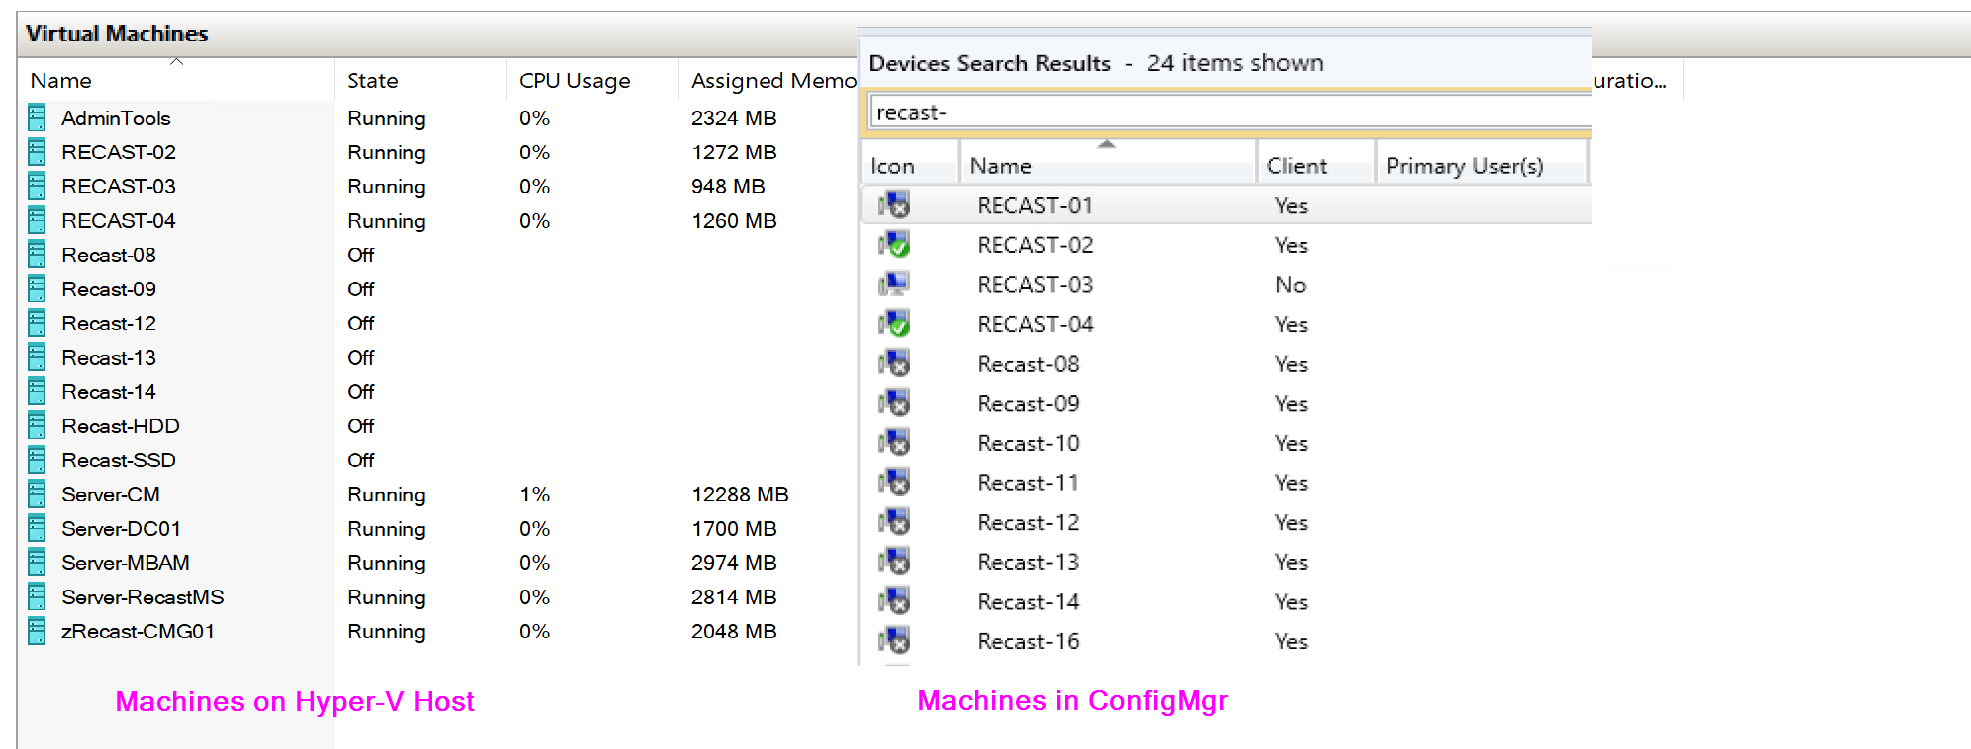 Virtual Machines
Name State CPU Usage Assigned Memo uratio...
AdminTools Running 0% 2324 MB
RECAST-02 Running 0% 1272 MB
RECAST-03 Running 0% 948 MB
RECAST-04 Running 0% 1260 MB
Recast-08 Off
Recast-09 Off
Recast-12 Off
Recast-13 Off
Recast-14 Off
Recast-HDD Off
Recast-SSD Off
Server-CM Running 1% 12288 MB
Server-DC01 Running 0% 1700 MB
Server-MBAM Running 0% 2974 MB
Server-RecastMS Running 0% 2814 MB
zRecast-CMG01 Running 0% 2048 MB
Machines on Hyper-V Host
Devices Search Results - 24 items shown
recast-
Icon Name Client Primary User(s)
RECAST-01 Yes
RECAST-02 Yes
RECAST-03 No
RECAST-04 Yes
Recast-08 Yes
Recast-09 Yes
Recast-10 Yes
Recast-11 Yes
Recast-12 Yes
Recast-13 Yes
Recast-14 Yes
Recast-16 Yes
Machines in ConfigMgr